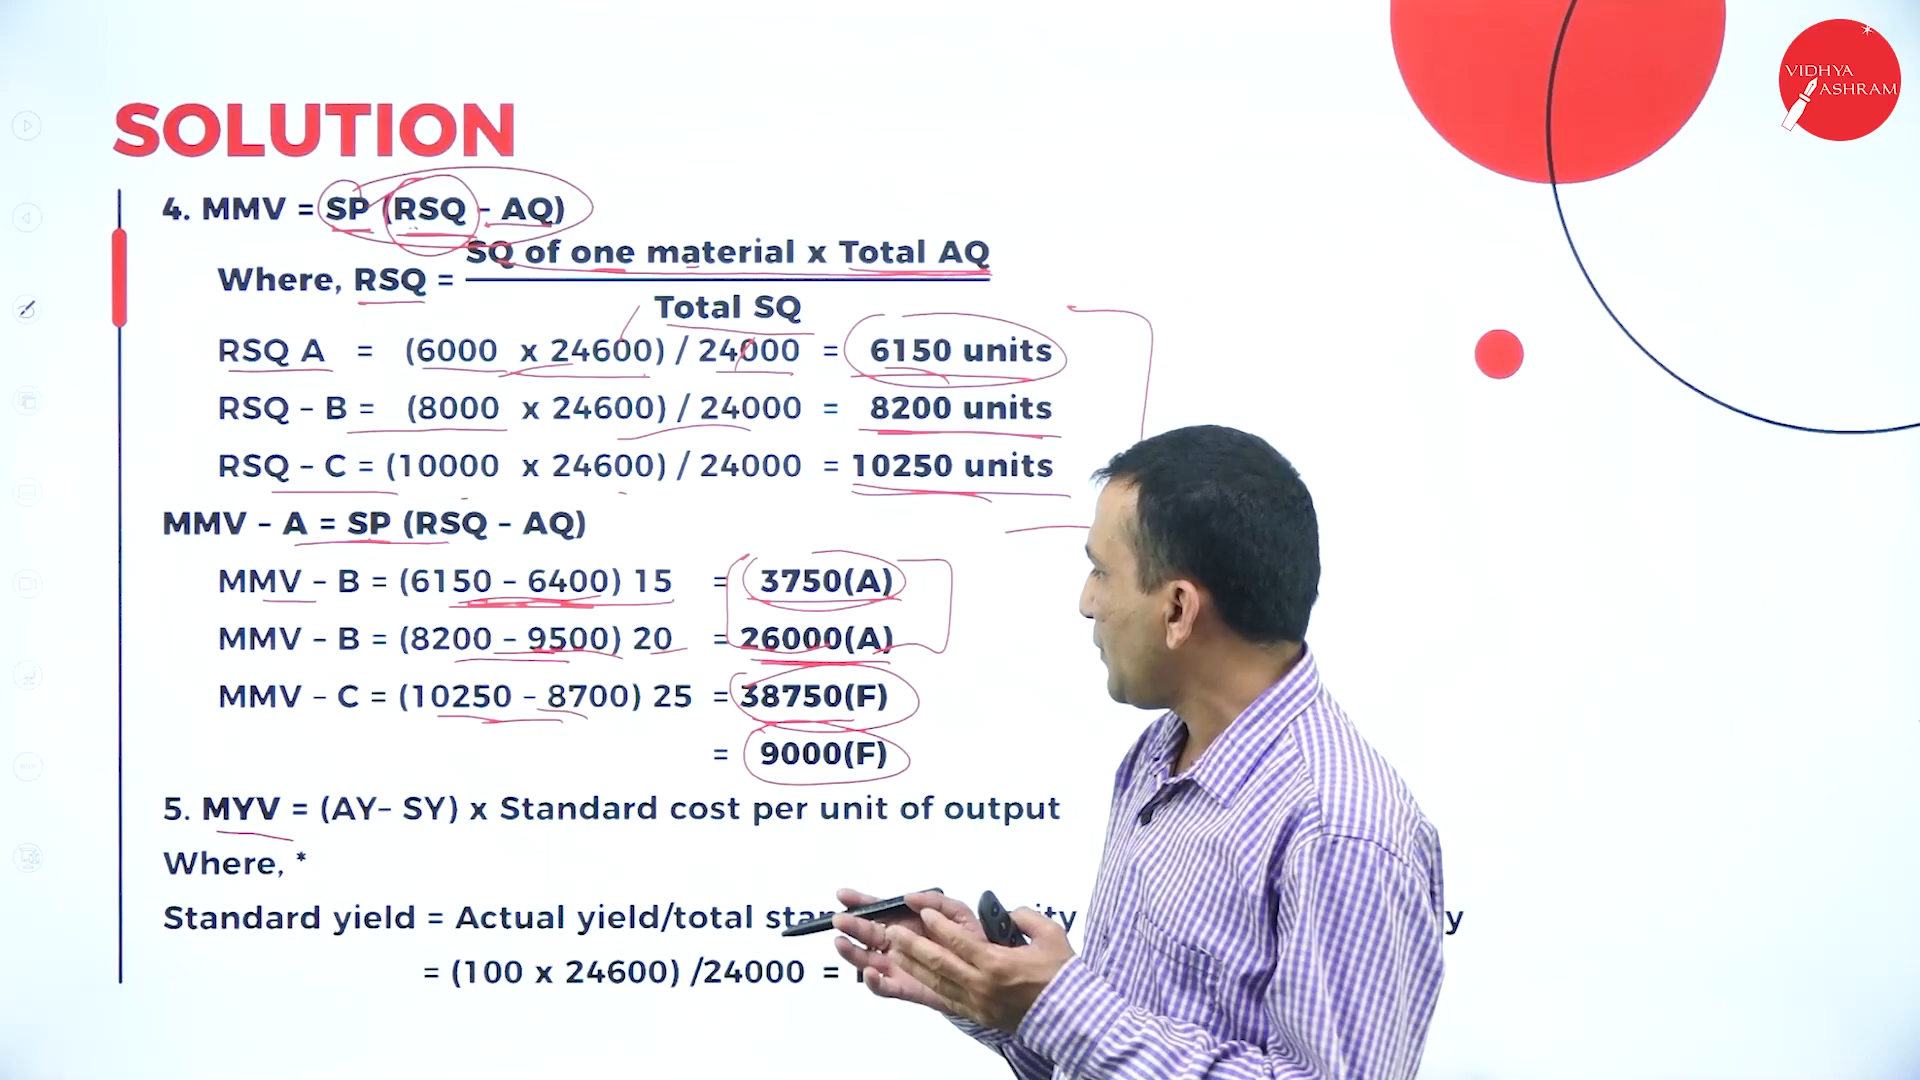 VIDHYA
ASHRAM
SOLUTION
4. MMV = SP (RSQ - AQ)
Where, RSQ = SQ of one material x Total AQ
Total SQ
RSQ A = (6000 x 24600) / 24000 = 6150 units
RSQ – B = (8000 x 24600) / 24000 = 8200 units
RSQ – C = (10000 x 24600) / 24000 = 10250 units
MMV – A = SP (RSQ – AQ)
MMV – B = (6150 – 6400) 15 = 3750(A)
MMV – B = (8200 – 9500) 20 = 26000(A)
MMV – C = (10250 – 8700) 25 = 38750(F)
= 9000(F)
5. MYV = (AY– SY) x Standard cost per unit of output
Where, *
Standard yield = Actual yield/total
= (100 x 24600) /24000 =